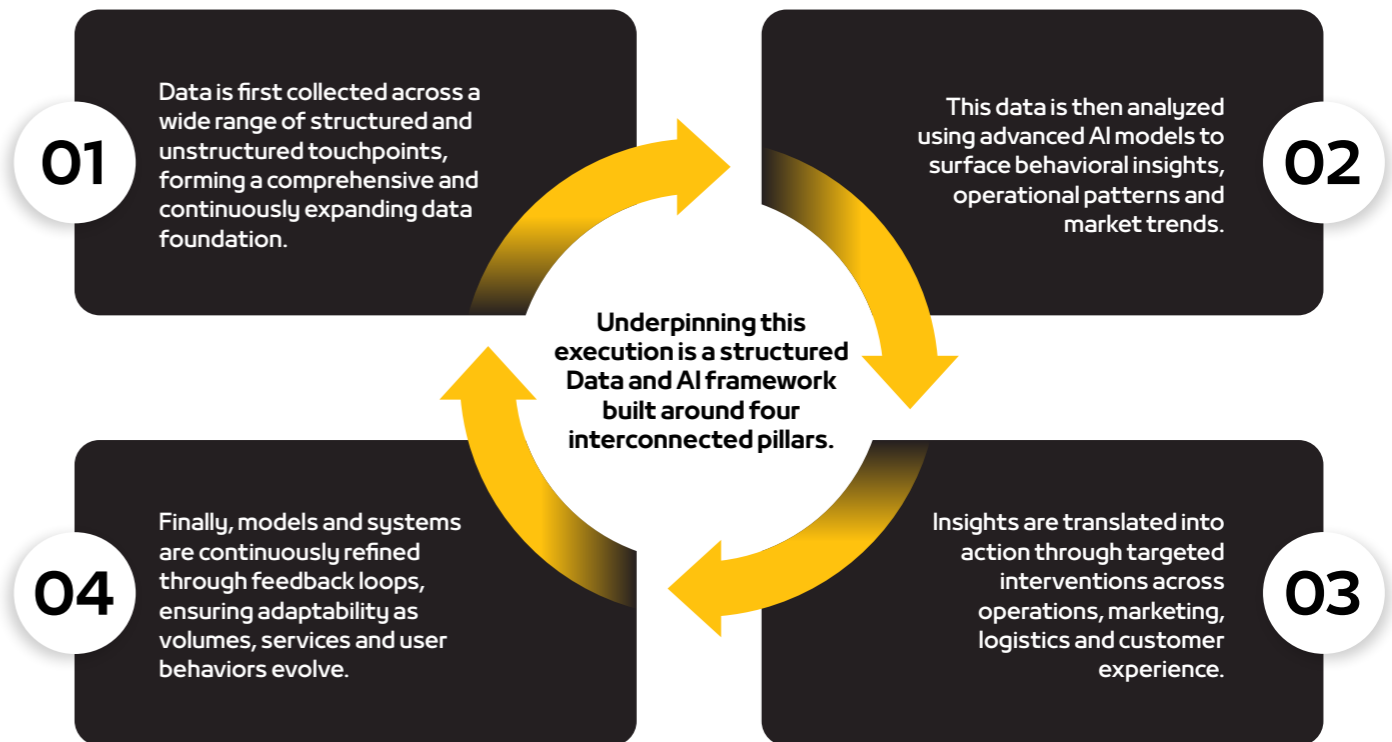 01
Data is first collected across a
wide range of structured and
unstructured touchpoints,
forming a comprehensive and
continuously expanding data
foundation.
This data is then analyzed
using advanced AI models to
surface behavioral insights,
operational patterns and
market trends.
02
Underpinning this
execution is a structured
Data and AI framework
built around four
interconnected pillars.
Insights are translated into
action through targeted
interventions across
operations, marketing,
logistics and customer
experience.
03
04
Finally, models and systems
are continuously refined
through feedback loops,
ensuring adaptability as
volumes, services and user
behaviors evolve.